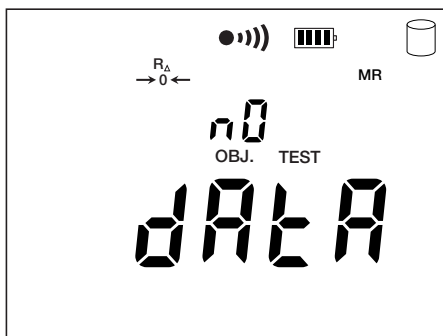 R△
→0← MR
n0
OBJ. TEST
dAtA